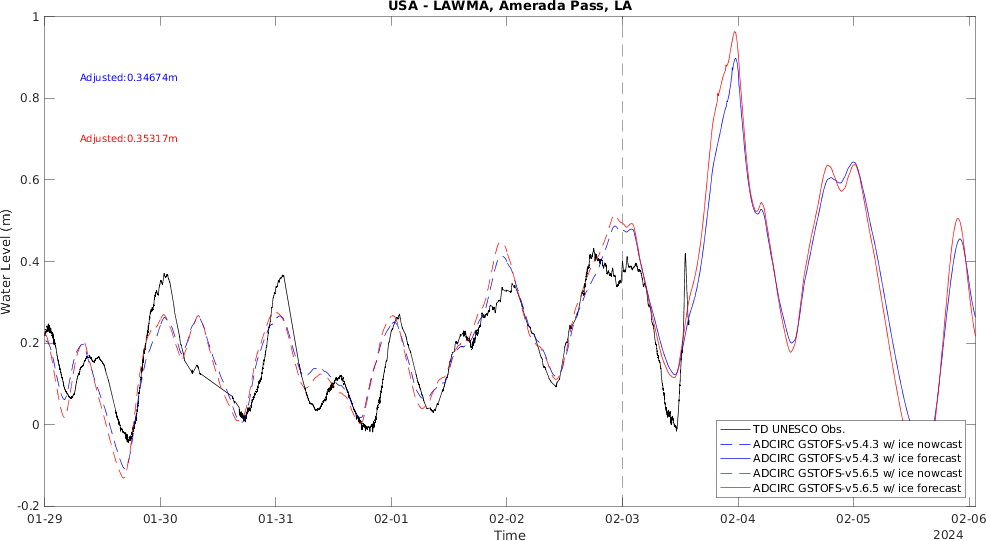 USA - LAWMA, Amerada Pass, LA
1
0.8
0.6
0.4
0.2
0
-0.2
Water Level (m)
Adjusted:0.34674m
Adjusted:0.35317m
TD UNESCO Obs.
ADCIRC GSTOFS-v5.4.3 w/ ice nowcast
ADCIRC GSTOFS-v5.4.3 w/ ice forecast
ADCIRC GSTOFS-v5.6.5 w/ ice nowcast
ADCIRC GSTOFS-v5.6.5 w/ ice forecast
01-29 01-30 01-31 02-01 02-02 02-03 02-04 02-05 02-06
Time
2024